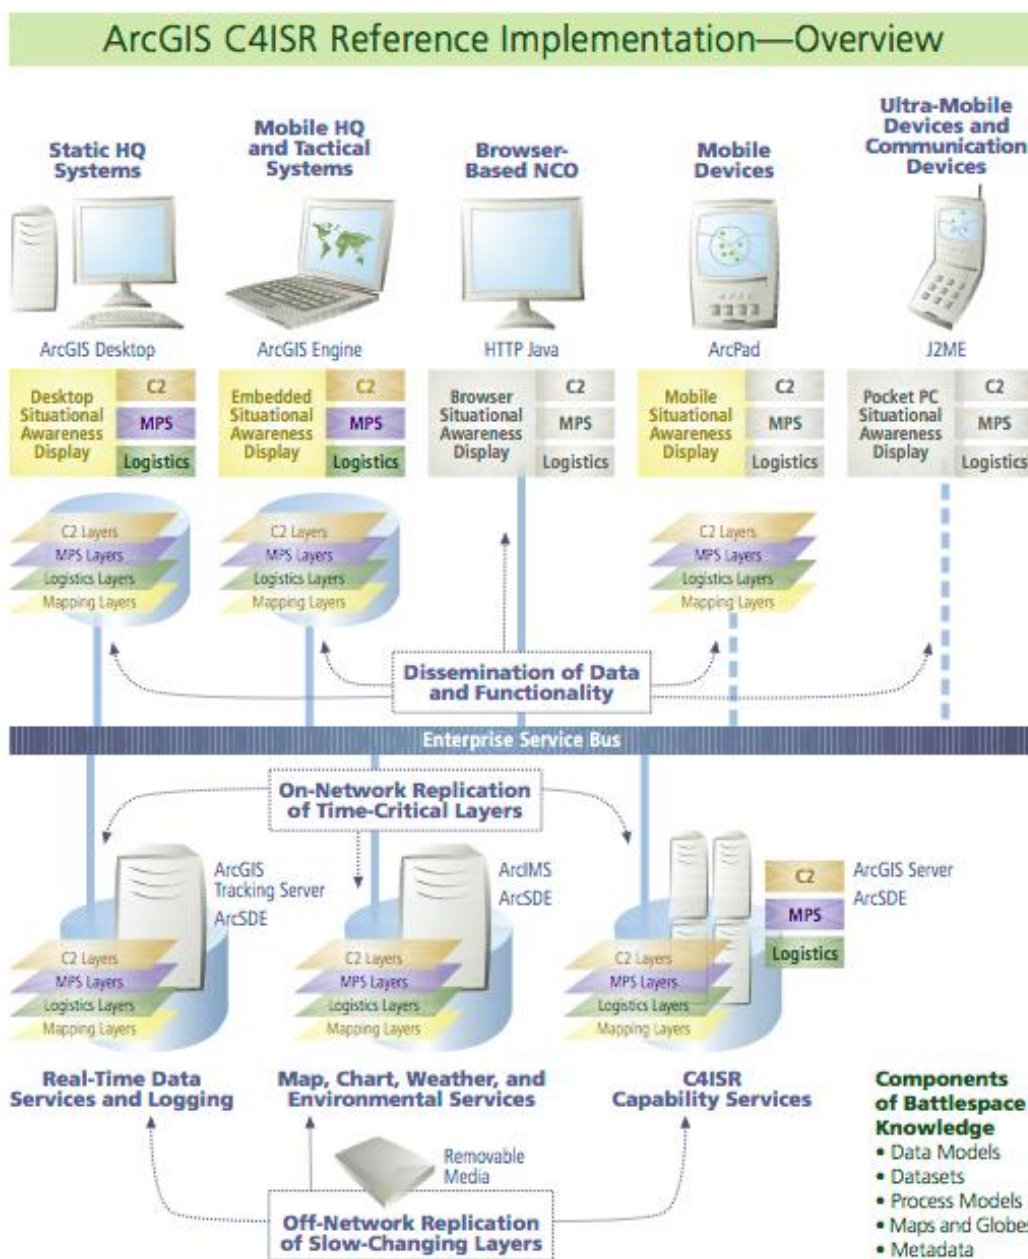 ArcGIS C4ISR Reference Implementation—Overview
Static HQ
Systems
Mobile HQ
and Tactical
Systems
Browser-
Based NCO
Mobile
Devices
Ultra-Mobile
Devices and
Communication
Devices
ArcGIS Desktop
ArcGIS Engine
HTTP Java
ArcPad
J2ME
Desktop
Situational
Awareness
Display
C2
MPS
Logistics
Embedded
Situational
Awareness
Display
C2
MPS
Logistics
Browser
Situational
Awareness
Display
C2
MPS
Logistics
Mobile
Situational
Awareness
Display
C2
MPS
Logistics
Pocket PC
Situational
Awareness
Display
C2
MPS
Logistics
C2 Layers
MPS Layers
Logistics Layers
Mapping Layers
C2 Layers
MPS Layers
Logistics Layers
Mapping Layers
C2 Layers
MPS Layers
Logistics Layers
Mapping Layers
Dissemination of Data
and Functionality
Enterprise Service Bus
On-Network Replication
of Time-Critical Layers
ArcGIS
Tracking Server
ArcSDE
ArcIMS
ArcSDE
C2
MPS
Logistics
ArcGIS Server
ArcSDE
C2 Layers
MPS Layers
Logistics Layers
Mapping Layers
C2 Layers
MPS Layers
Logistics Layers
Mapping Layers
C2 Layers
MPS Layers
Logistics Layers
Mapping Layers
Real-Time Data
Services and Logging
Map, Chart, Weather, and
Environmental Services
C4ISR
Capability Services
Removable
Media
Off-Network Replication
of Slow-Changing Layers
Components
of Battlespace
Knowledge
• Data Models
• Datasets
• Process Models
• Maps and Globes
• Metadata